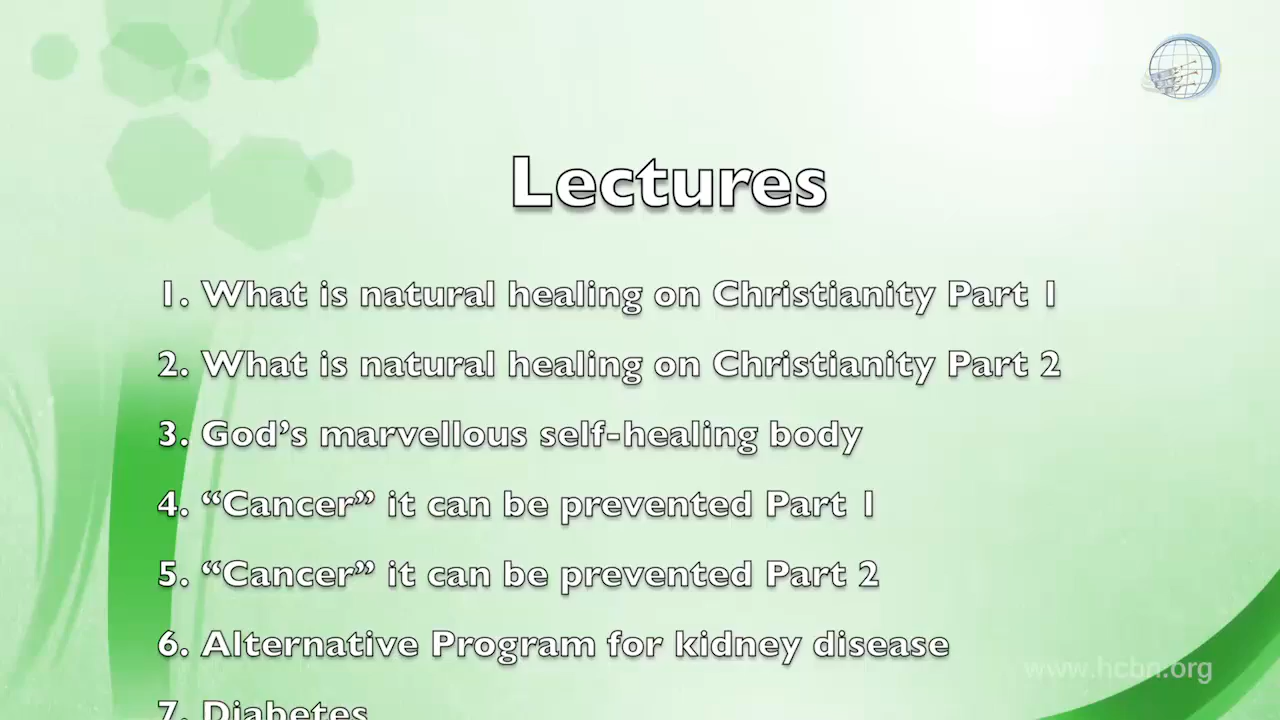 Lectures
1. What is natural healing on Christianity Part 1
2. What is natural healing on Christianity Part 2
3. God’s marvellous self-healing body
4. “Cancer” it can be prevented Part 1
5. “Cancer” it can be prevented Part 2
6. Alternative Program for kidney disease
www.hcbn.org
7. Diabetes